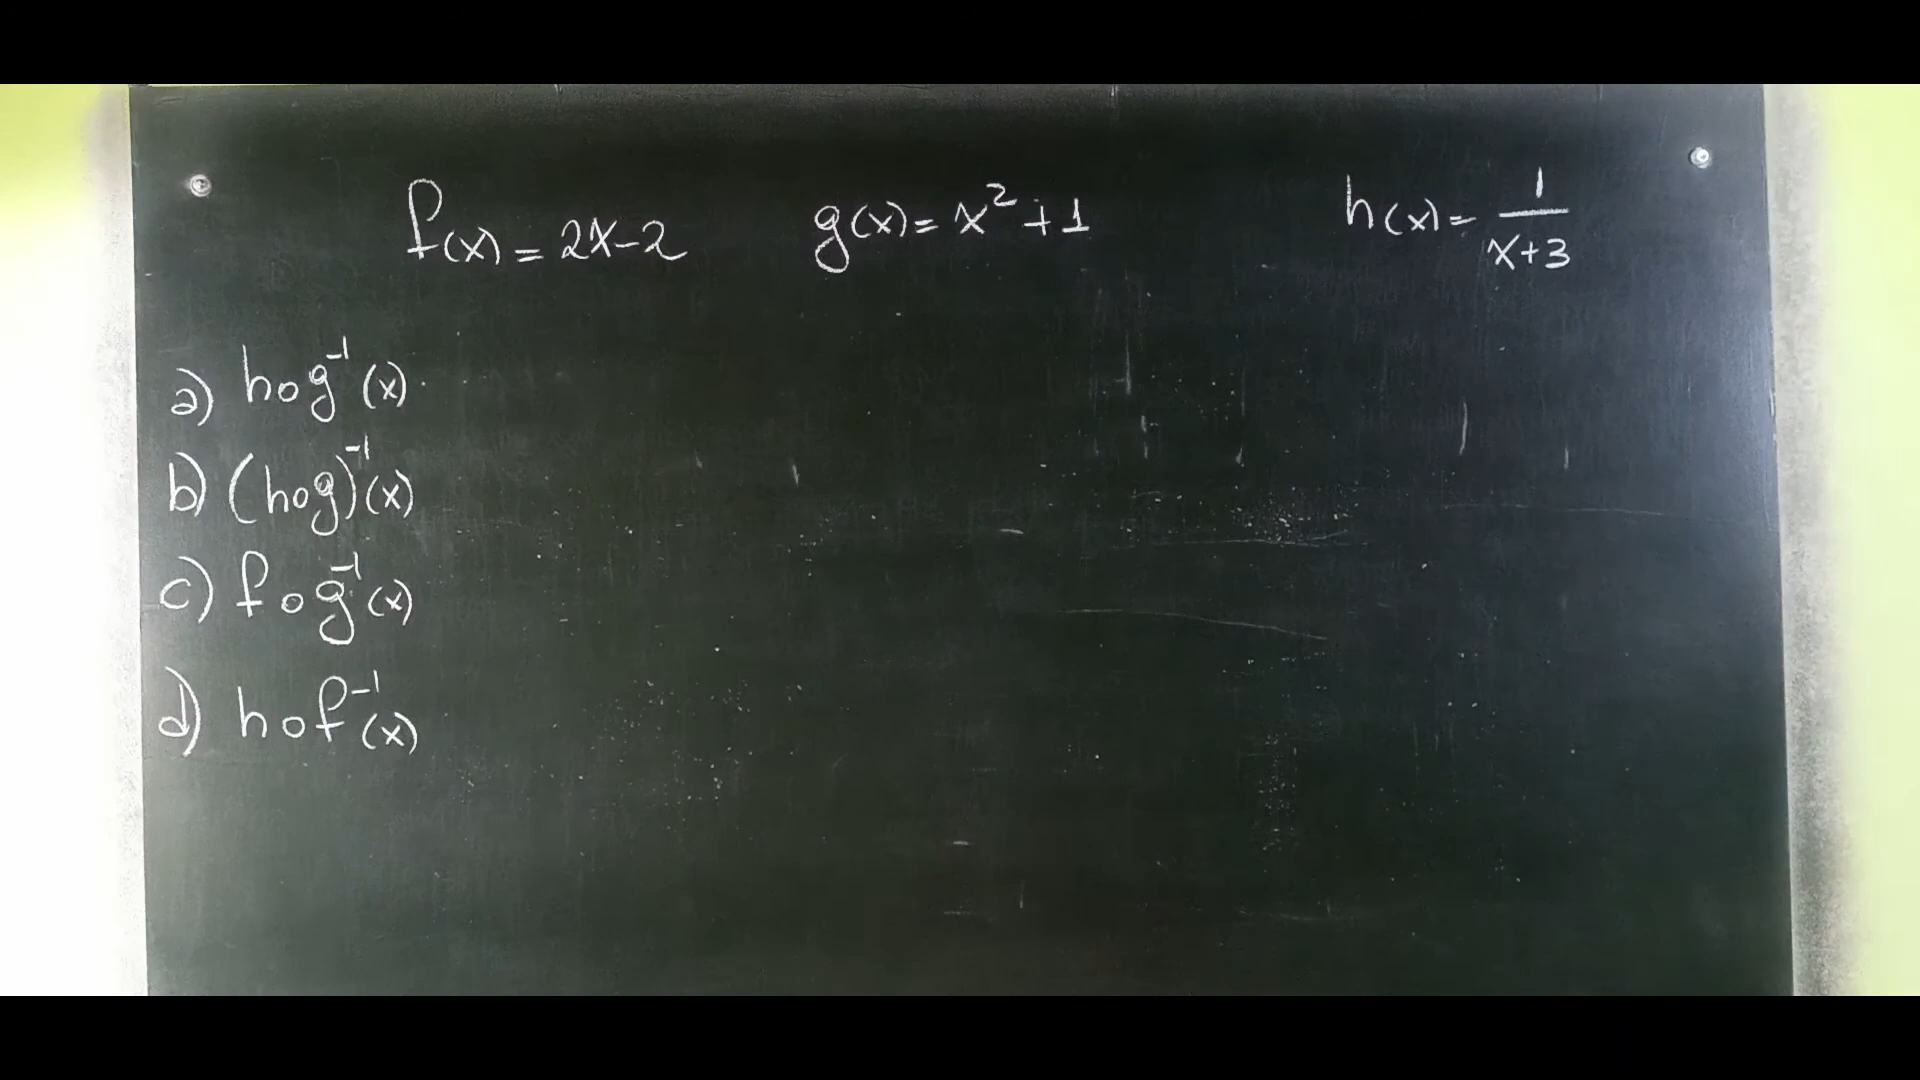 f(x) = 2x-2 g(x) = x² + 1 h(x) = 1/(x+3)
a) hog⁻¹(x)
b) (hog)⁻¹(x)
c) fog⁻¹(x)
d) hof⁻¹(x)